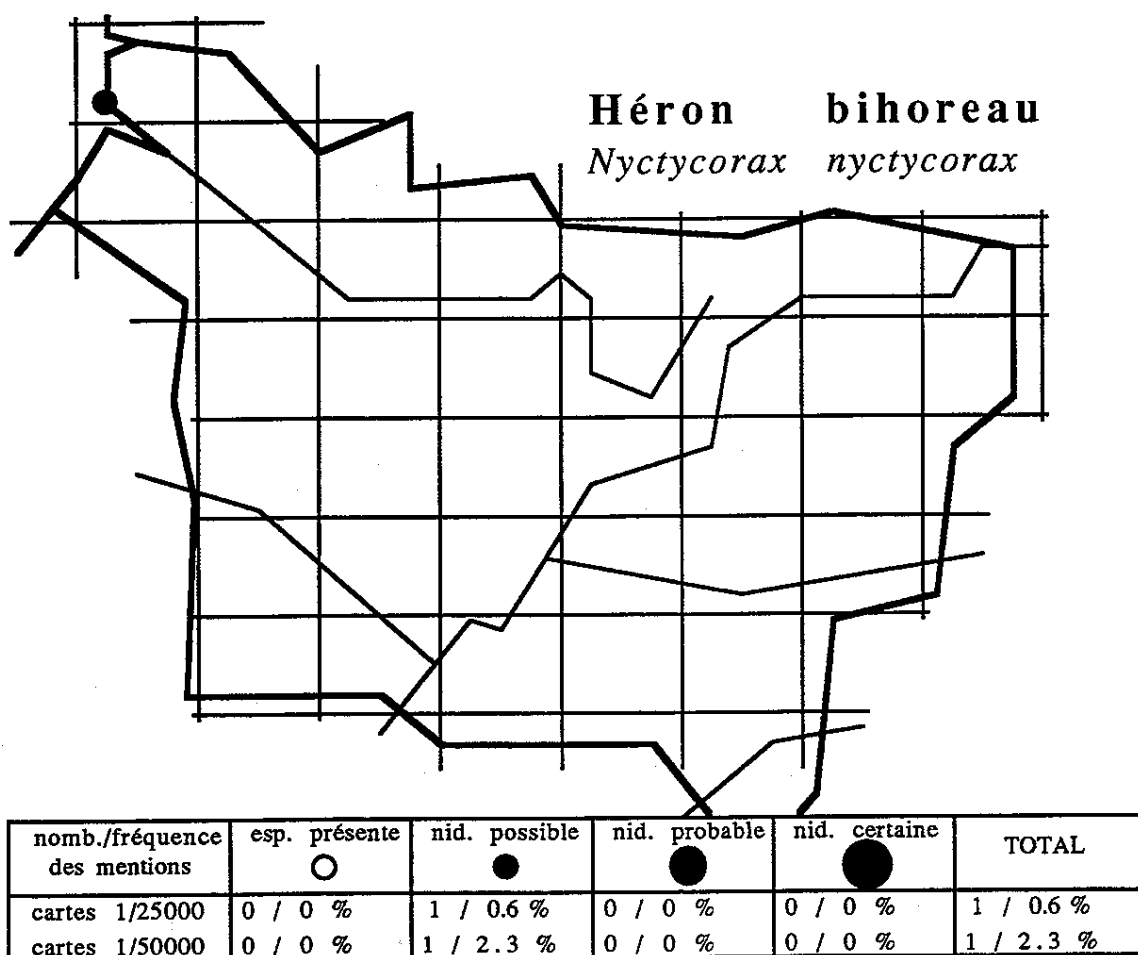 Héron bihoreau
Nyctycorax nyctycorax
nomb./fréquence des mentions esp. présente nid. possible nid. probable nid. certaine TOTAL
cartes 1/25000 0 / 0 % 1 / 0.6 % 0 / 0 % 0 / 0 % 1 / 0.6 %
cartes 1/50000 0 / 0 % 1 / 2.3 % 0 / 0 % 0 / 0 % 1 / 2.3 %